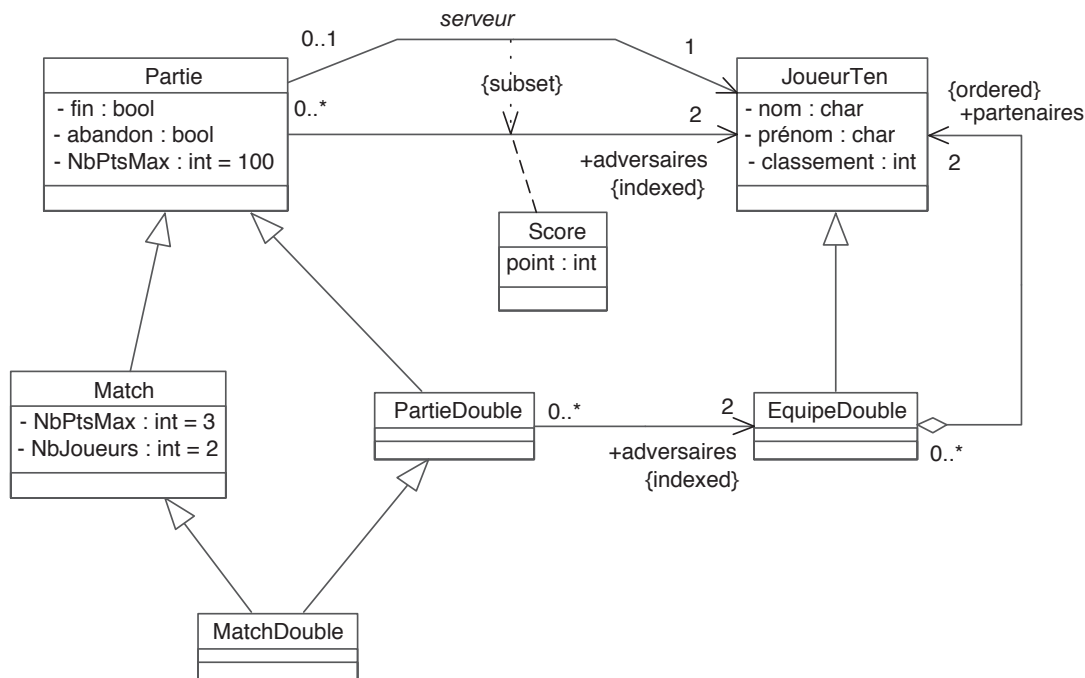 serveur
0..1
1
Partie
- fin : bool
- abandon : bool
- NbPtsMax : int = 100
{subset}
JoueurTen
- nom : char
- prénom : char
- classement : int
{ordered}
+partenaires
2
0..*
2
+adversaires
{indexed}
Score
point : int
Match
- NbPtsMax : int = 3
- NbJoueurs : int = 2
PartieDouble
0..*
2
+adversaires
{indexed}
EquipeDouble
0..*
MatchDouble